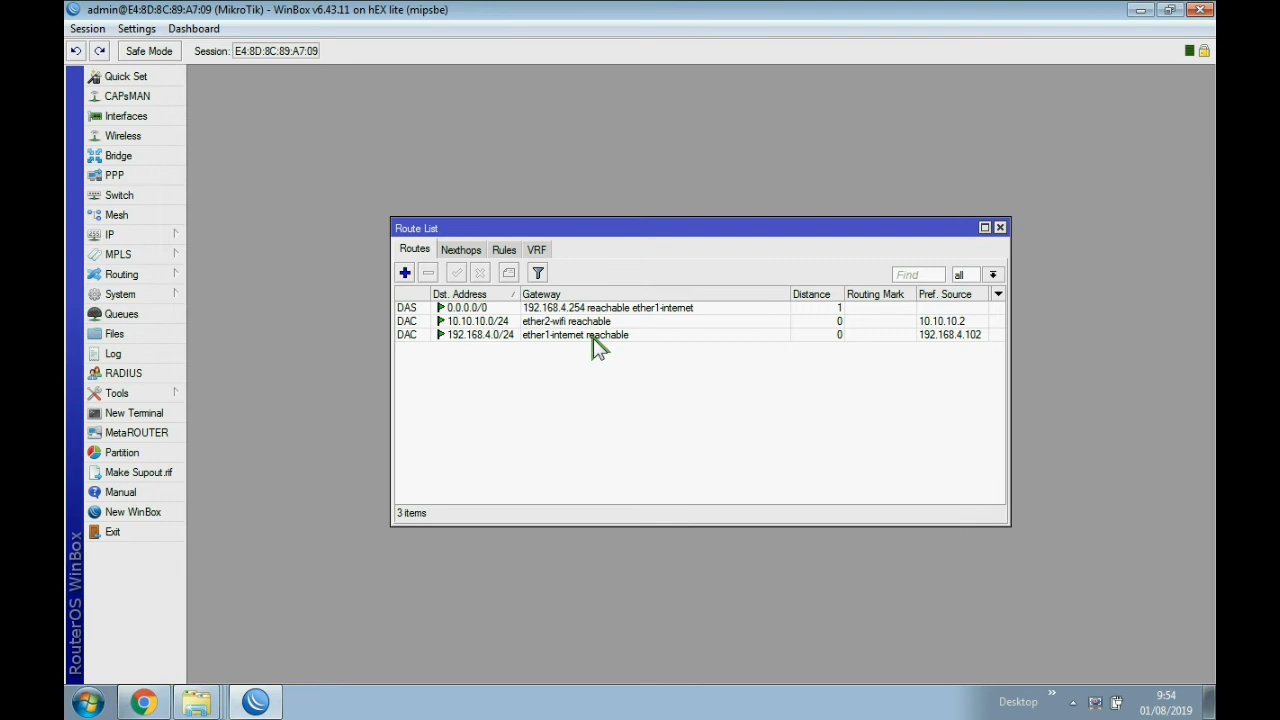 admin@E4:8D:8C:89:A7:09 (MikroTik) - WinBox v6.43.11 on hEX lite (mipsbe)
Session Settings Dashboard
Safe Mode Session: E4:8D:8C:89:A7:09
Quick Set
CAPsMAN
Interfaces
Wireless
Bridge
PPP
Switch
Mesh
IP
MPLS
Routing
System
Queues
Files
Log
RADIUS
Tools
New Terminal
MetaROUTER
Partition
Make Supout.rif
Manual
New WinBox
Exit
RouterOS WinBox
Route List
Routes Nexthops Rules VRF
Find all
Dst. Address Gateway Distance Routing Mark Pref. Source
DAS 0.0.0.0/0 192.168.4.254 reachable ether1-internet 1
DAC 10.10.10.0/24 ether2-wifi reachable 0 10.10.10.2
DAC 192.168.4.0/24 ether1-internet reachable 0 192.168.4.102
3 items
Desktop 9:54
01/08/2019